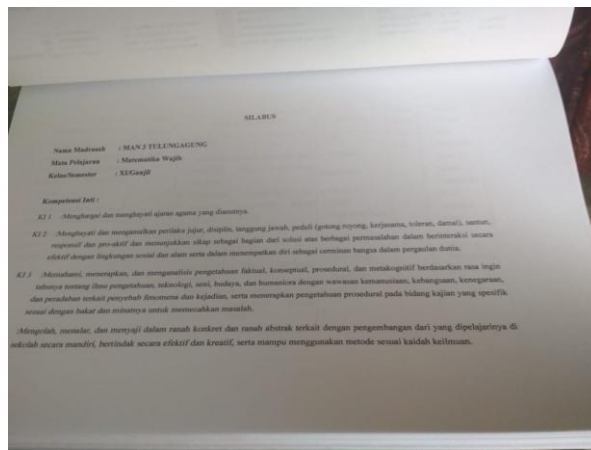 SILABUS
Nama Madrasah : MAN 3 TULUNGAGUNG
Mata Pelajaran : Matematika Wajib
Kelas/Semester : XI/Ganjil
Kompetensi Inti :
KI 1 :Menghargai dan menghayati ajaran agama yang dianutnya.
KI 2 :Menghayati dan mengamalkan perilaku jujur, disiplin, tanggung jawab, peduli (gotong royong, kerjasama, toleran, damai), santun,
responsif dan pro-aktif dan menunjukkan sikap sebagai bagian dari solusi atas berbagai permasalahan dalam berinteraksi secara
efektif dengan lingkungan sosial dan alam serta dalam menempatkan diri sebagai cerminan bangsa dalam pergaulan dunia.
KI 3 :Memahami, menerapkan, dan menganalisis pengetahuan faktual, konseptual, prosedural, dan metakognitif berdasarkan rasa ingin
tahunya tentang ilmu pengetahuan, teknologi, seni, budaya, dan humaniora dengan wawasan kemanusiaan, kebangsaan, kenegaraan,
dan peradaban terkait penyebab fenomena dan kejadian, serta menerapkan pengetahuan prosedural pada bidang kajian yang spesifik
sesuai dengan bakat dan minatnya untuk memecahkan masalah.
:Mengolah, menalar, dan menyaji dalam ranah konkret dan ranah abstrak terkait dengan pengembangan dari yang dipelajarinya di
sekolah secara mandiri, bertindak secara efektif dan kreatif, serta mampu menggunakan metode sesuai kaidah keilmuan.